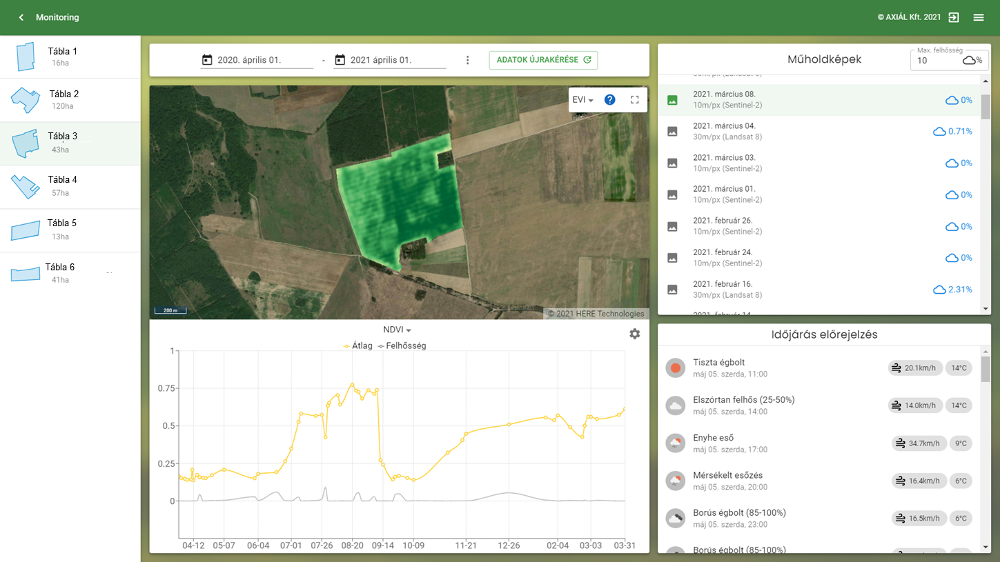 Monitoring
© AXIÁL Kft. 2021
Tábla 1
16ha
Tábla 2
120ha
Tábla 3
43ha
Tábla 4
57ha
Tábla 5
13ha
Tábla 6
41ha
2020. április 01.
-
2021 április 01.
ADATOK ÚJRAKÉRÉSE
EVI
?
200 m
© 2021 HERE Technologies
NDVI
Átlag
Felhősség
1
0.75
0.5
0.25
0
04-12 05-07 06-04 07-01 07-26 08-20 09-14 10-09 11-21 12-26 02-04 03-03 03-31
Műholdképek
Max. felhősség
10
%
30m/px (Landsat 8)
2021. március 08.
10m/px (Sentinel-2)
0%
2021. március 04.
30m/px (Landsat 8)
0.71%
2021. március 03.
10m/px (Sentinel-2)
0%
2021. március 01.
10m/px (Sentinel-2)
0%
2021. február 26.
10m/px (Sentinel-2)
0%
2021. február 24.
10m/px (Sentinel-2)
0%
2021. február 16.
30m/px (Landsat 8)
2.31%
2021. február 14.
Időjárás előrejelzés
Tiszta égbolt
máj 05. szerda, 11:00
20.1km/h 14°C
Elszórtan felhős (25-50%)
máj 05. szerda, 14:00
14.0km/h 14°C
Enyhe eső
máj 05. szerda, 17:00
34.7km/h 9°C
Mérsékelt esőzés
máj 05. szerda, 20:00
16.4km/h 6°C
Borús égbolt (85-100%)
máj 05. szerda, 23:00
16.5km/h 6°C
Borús égbolt (85-100%)